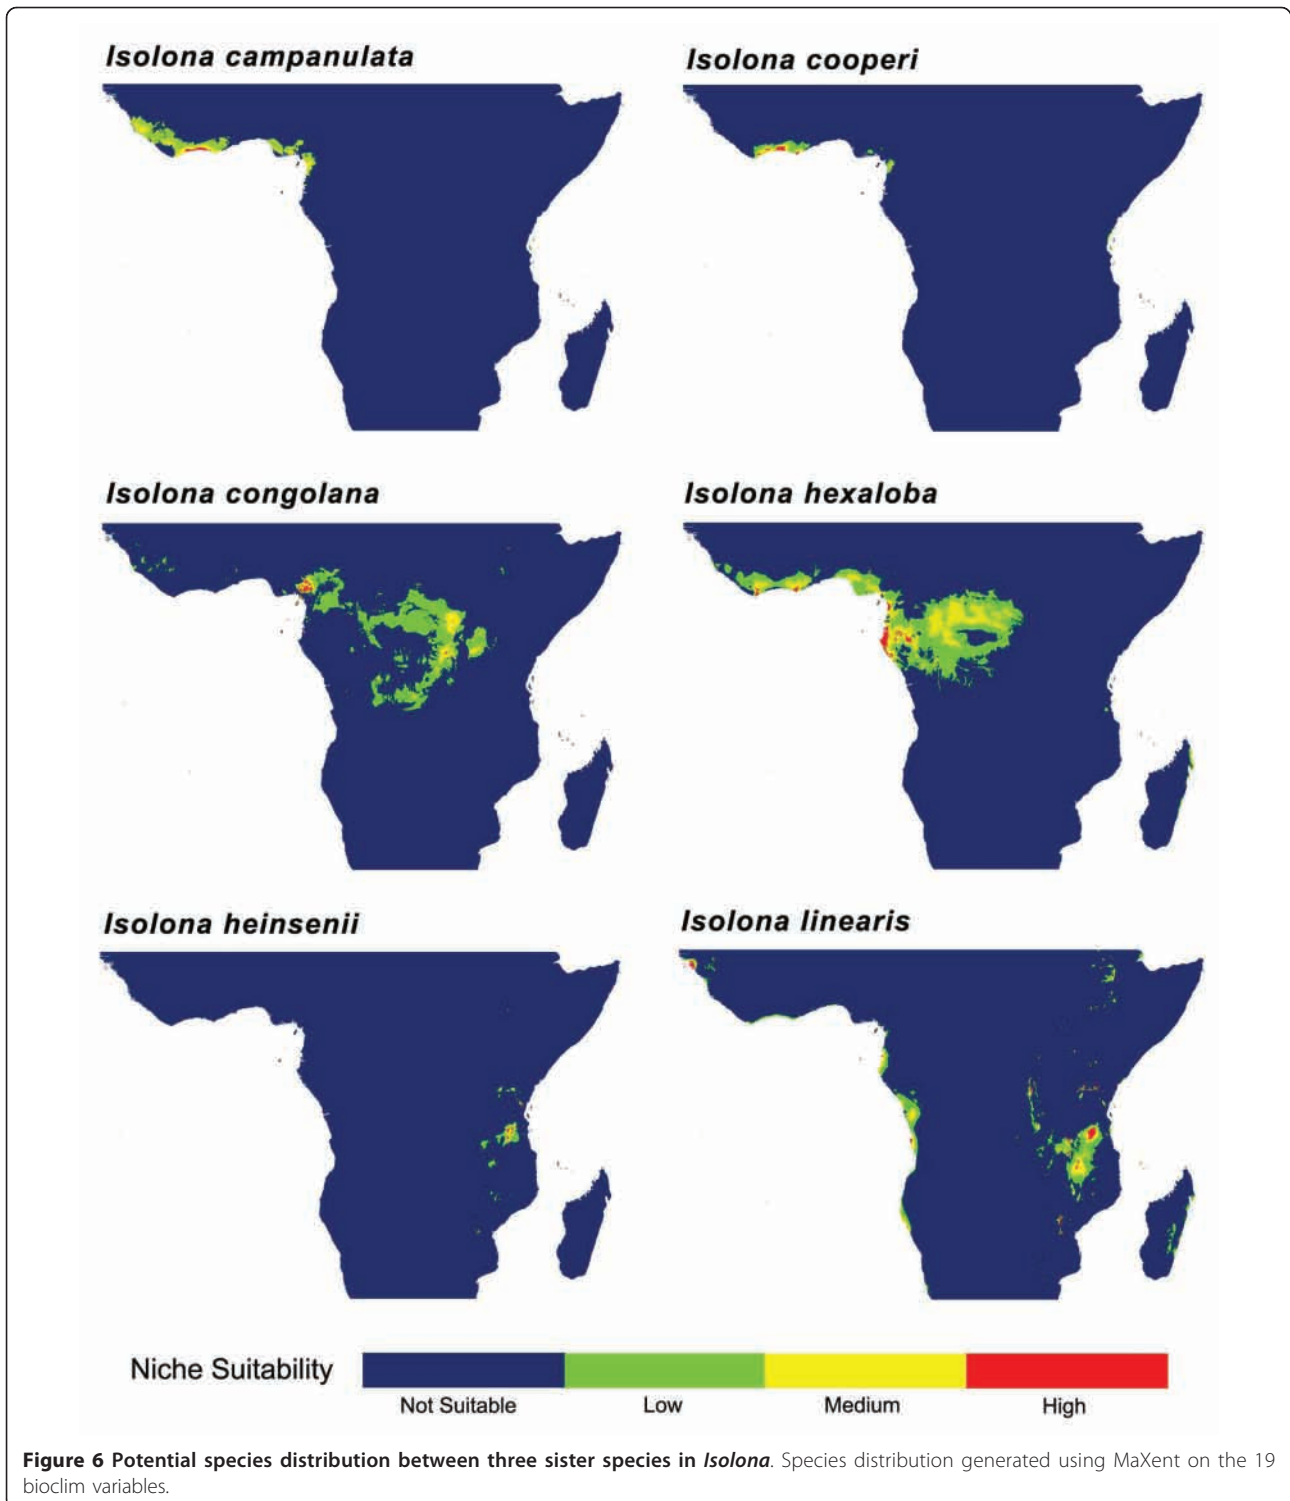 Isolona campanulata
Isolona cooperi
Isolona congolana
Isolona hexaloba
Isolona heinsenii
Isolona linearis
Niche Suitability
Not Suitable
Low
Medium
High
Figure 6 Potential species distribution between three sister species in Isolona. Species distribution generated using MaXent on the 19
bioclim variables.